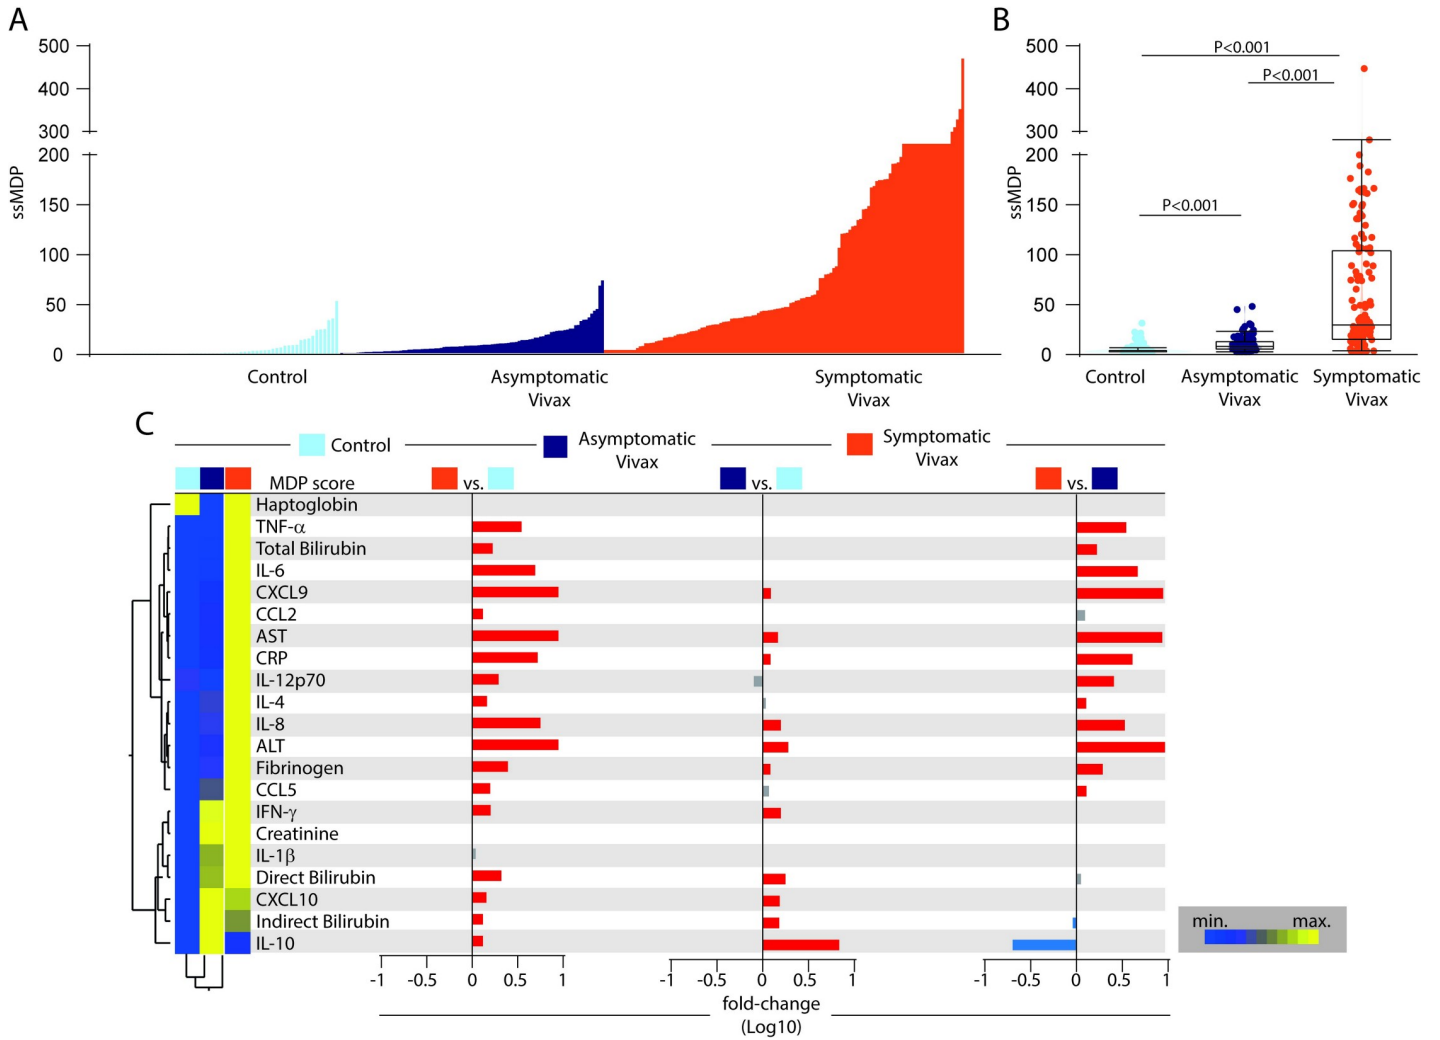 A
500
400
300
200
150
100
50
0
ssMDP
Control
Asymptomatic
Vivax
Symptomatic
Vivax
B
500
400
300
200
150
100
50
0
ssMDP
P<0.001
P<0.001
P<0.001
Control
Asymptomatic
Vivax
Symptomatic
Vivax
C
Control
Asymptomatic
Vivax
Symptomatic
Vivax
MDP score
vs.
vs.
vs.
Haptoglobin
TNF-α
Total Bilirubin
IL-6
CXCL9
CCL2
AST
CRP
IL-12p70
IL-4
IL-8
ALT
Fibrinogen
CCL5
IFN-γ
Creatinine
IL-1β
Direct Bilirubin
CXCL10
Indirect Bilirubin
IL-10
min. max.
-1 -0.5 0 0.5 1
-1 -0.5 0 0.5 1
-1 -0.5 0 0.5 1
fold-change
(Log10)